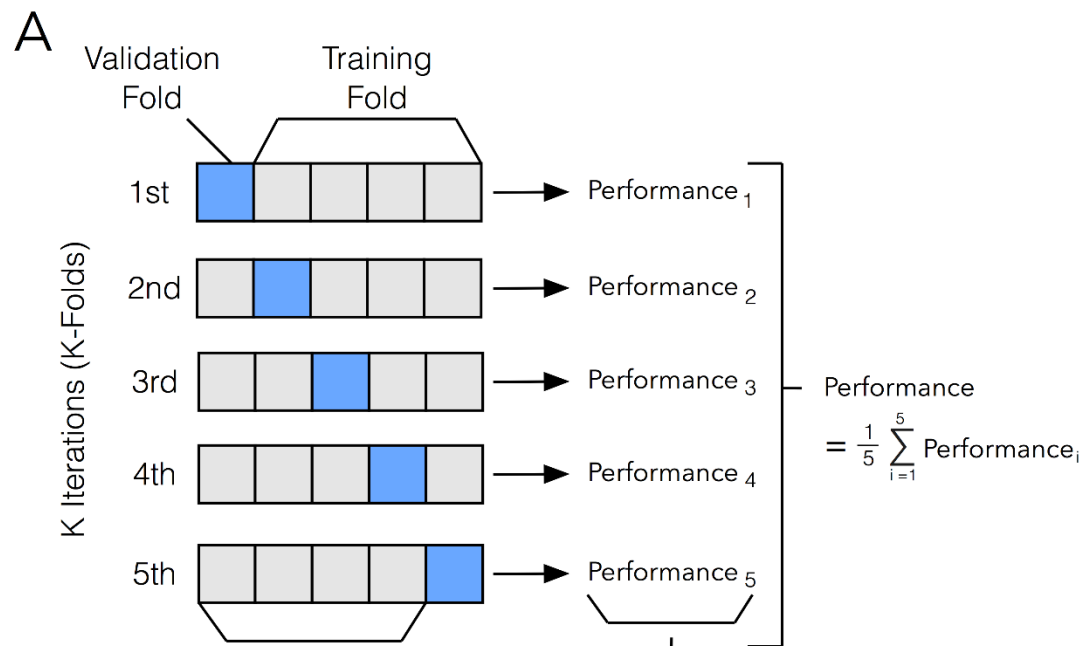 A
Validation
Fold
Training
Fold
K Iterations (K-Folds)
1st
Performance 1
2nd
Performance 2
3rd
Performance 3
4th
Performance 4
5th
Performance 5
Performance
= 1/5 5∑i=1 Performance i